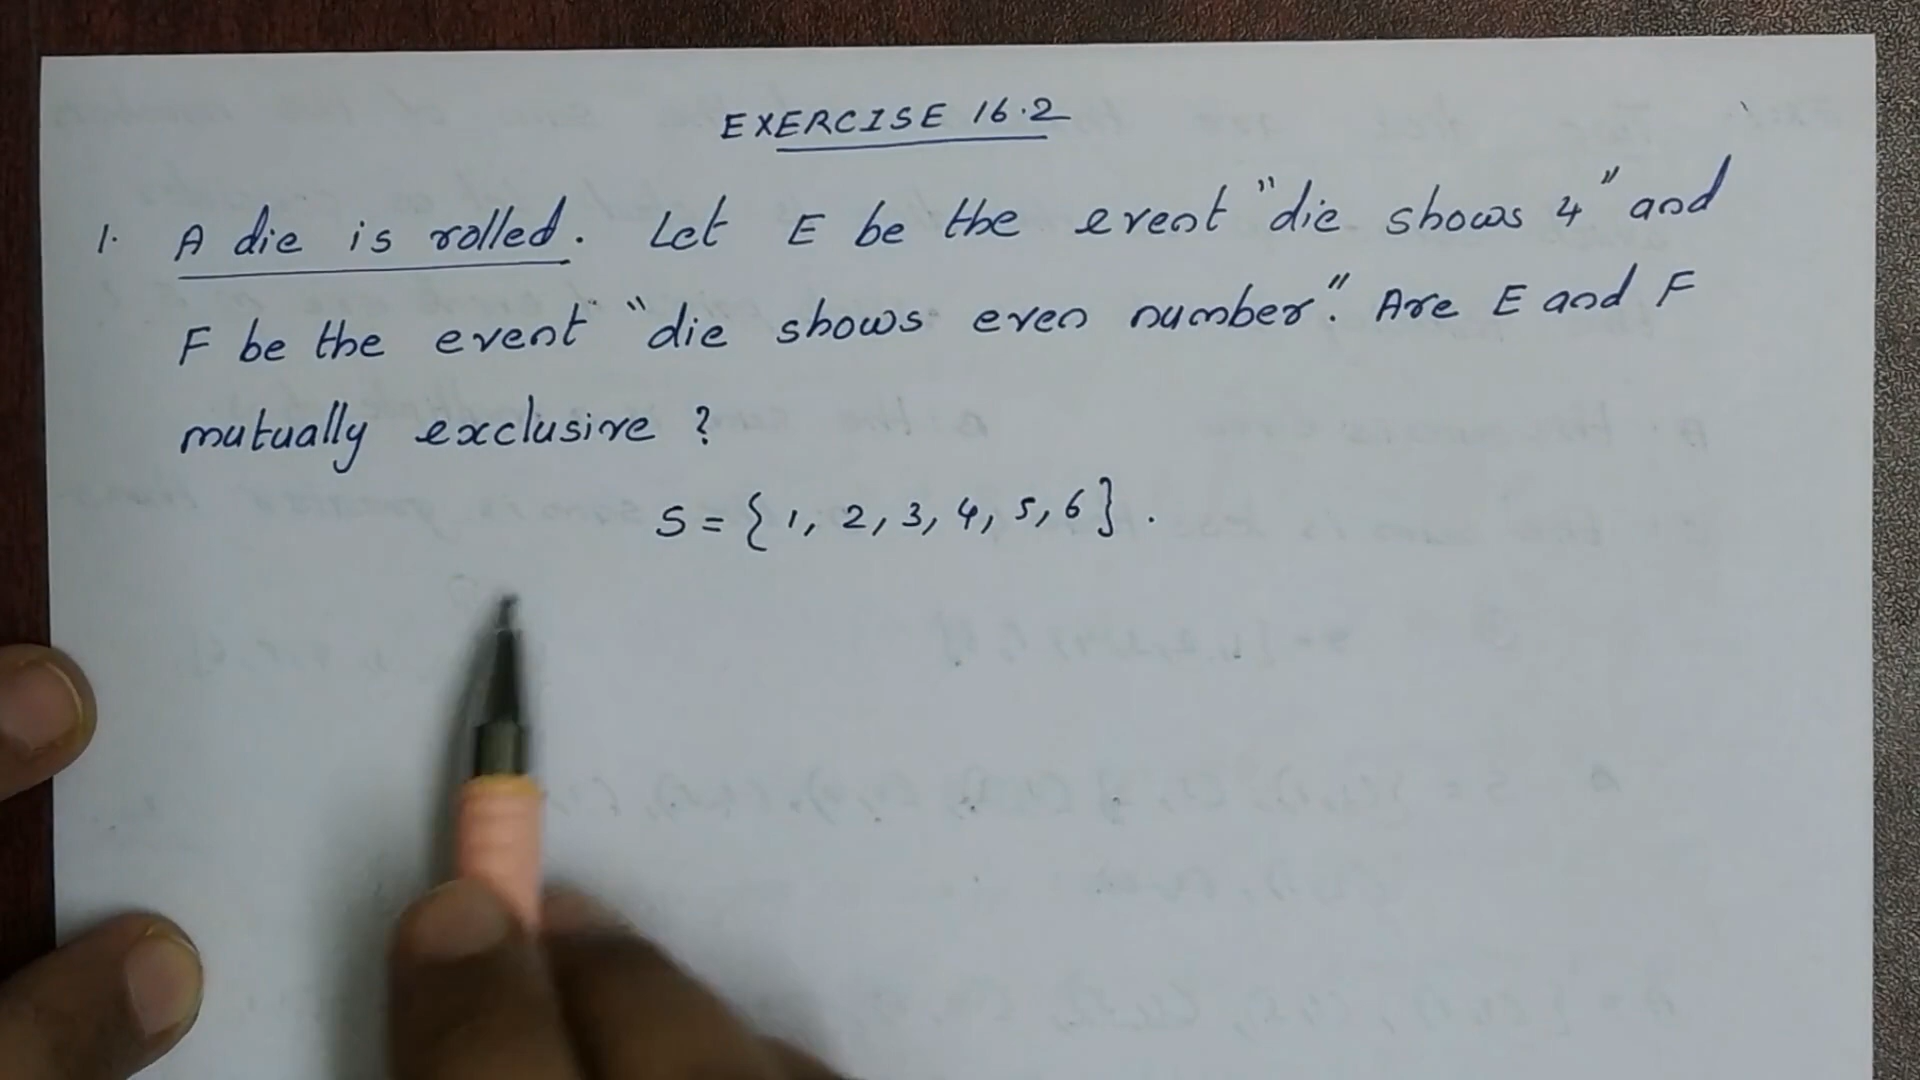 EXERCISE 16.2
1. A die is rolled. Let E be the event "die shows 4" and
F be the event "die shows even number". Are E and F
mutually exclusive ?
S = { 1, 2, 3, 4, 5, 6 } .